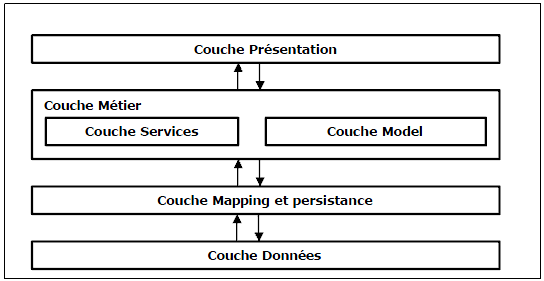 Couche Présentation
Couche Métier
Couche Services
Couche Model
Couche Mapping et persistance
Couche Données